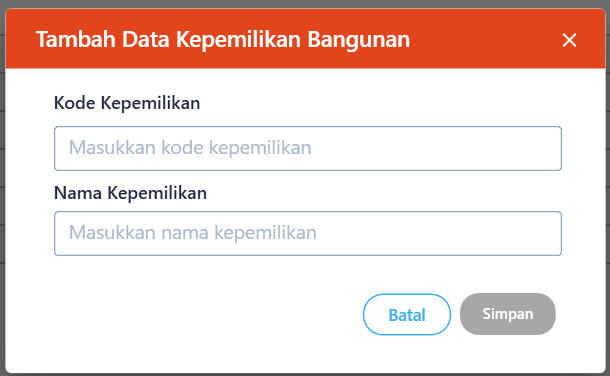 Tambah Data Kepemilikan Bangunan
Kode Kepemilikan
Masukkan kode kepemilikan
Nama Kepemilikan
Masukkan nama kepemilikan
Batal Simpan